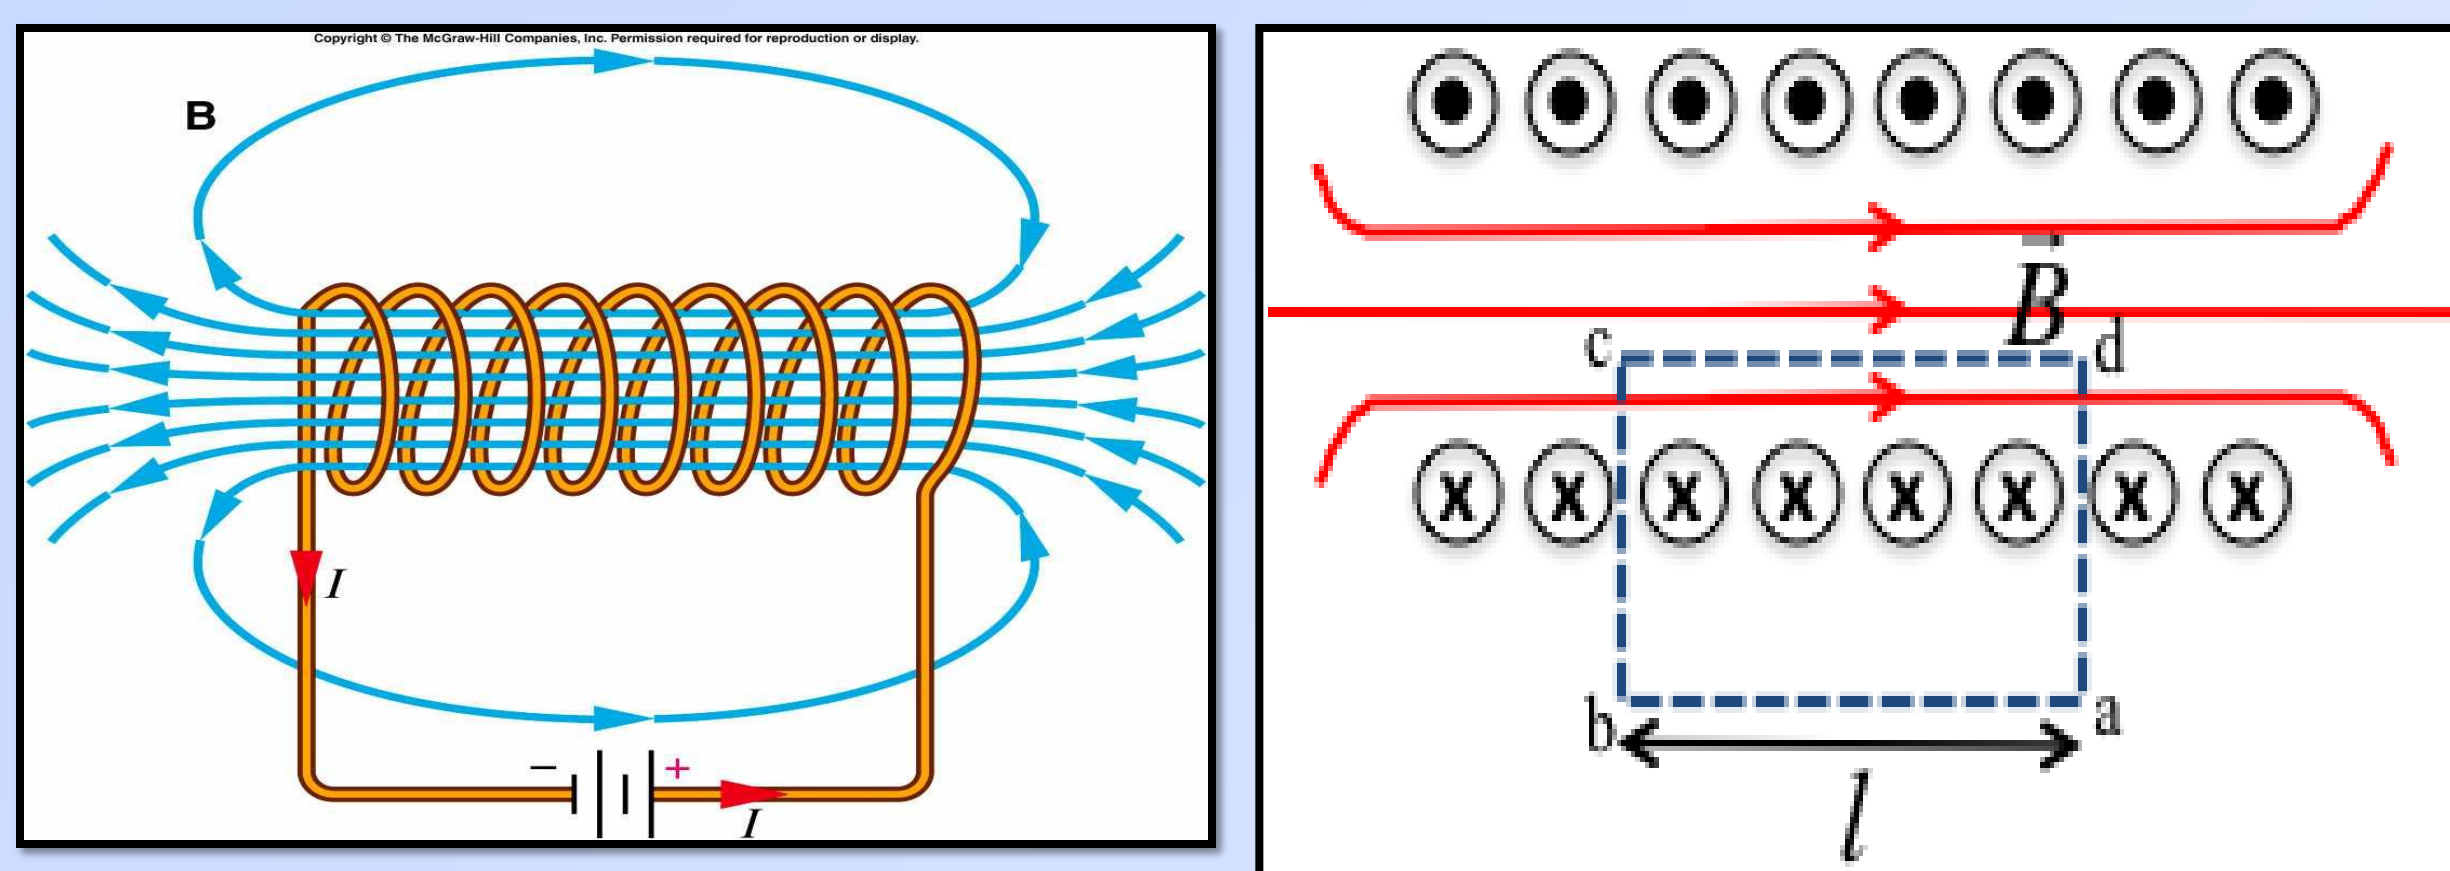 Copyright © The McGraw-Hill Companies, Inc. Permission required for reproduction or display.
B
I
− +
I
B
c d
x x x x x x x x
b a
l